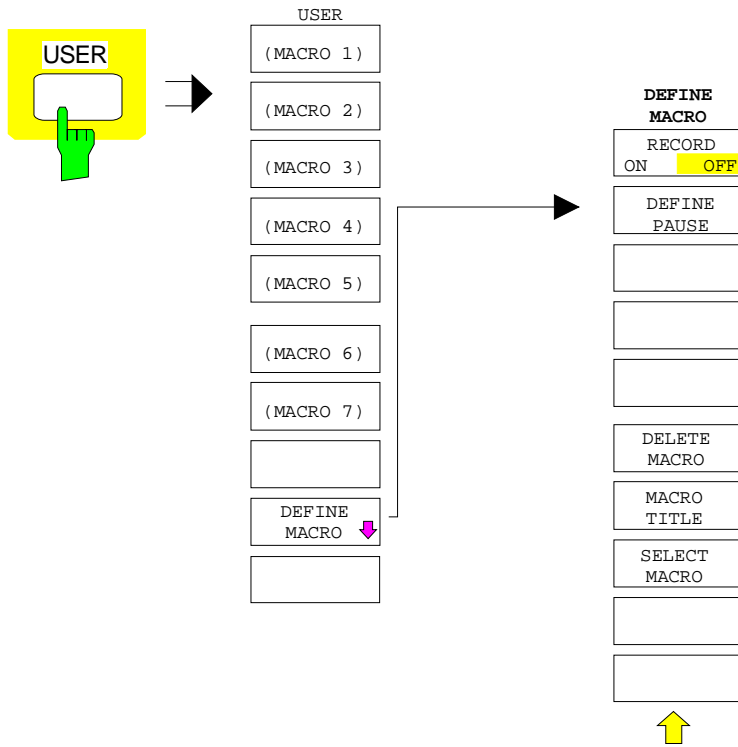 USER
USER
(MACRO 1)
(MACRO 2)
(MACRO 3)
(MACRO 4)
(MACRO 5)
(MACRO 6)
(MACRO 7)
DEFINE
MACRO
DEFINE
MACRO
RECORD
ON OFF
DEFINE
PAUSE
DELETE
MACRO
MACRO
TITLE
SELECT
MACRO